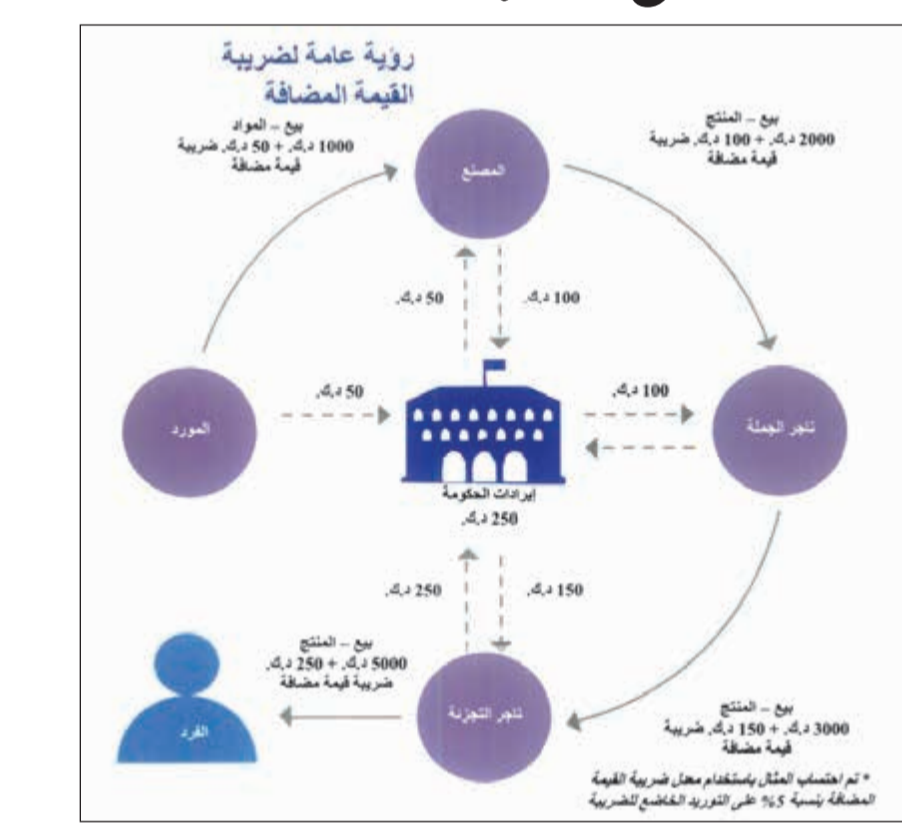 رؤية عامة لضريبة
القيمة المضافة
بيع – المواد
1000 د.ك. + 50 د.ك. ضريبة
قيمة مضافة
بيع – المنتج
2000 د.ك. + 100 د.ك. ضريبة
قيمة مضافة
المصنع
50 د.ك.
100 د.ك.
المورد
50 د.ك.
100 د.ك.
تاجر الجملة
إيرادات الحكومة
250 د.ك.
250 د.ك.
150 د.ك.
بيع – المنتج
5000 د.ك. + 250 د.ك.
ضريبة قيمة مضافة
الفرد
تاجر التجزئة
بيع – المنتج
3000 د.ك. + 150 د.ك. ضريبة
قيمة مضافة
* تم احتساب المثال باستخدام معدل ضريبة القيمة
المضافة بنسبة 5% على التوريد الخاضع للضريبة